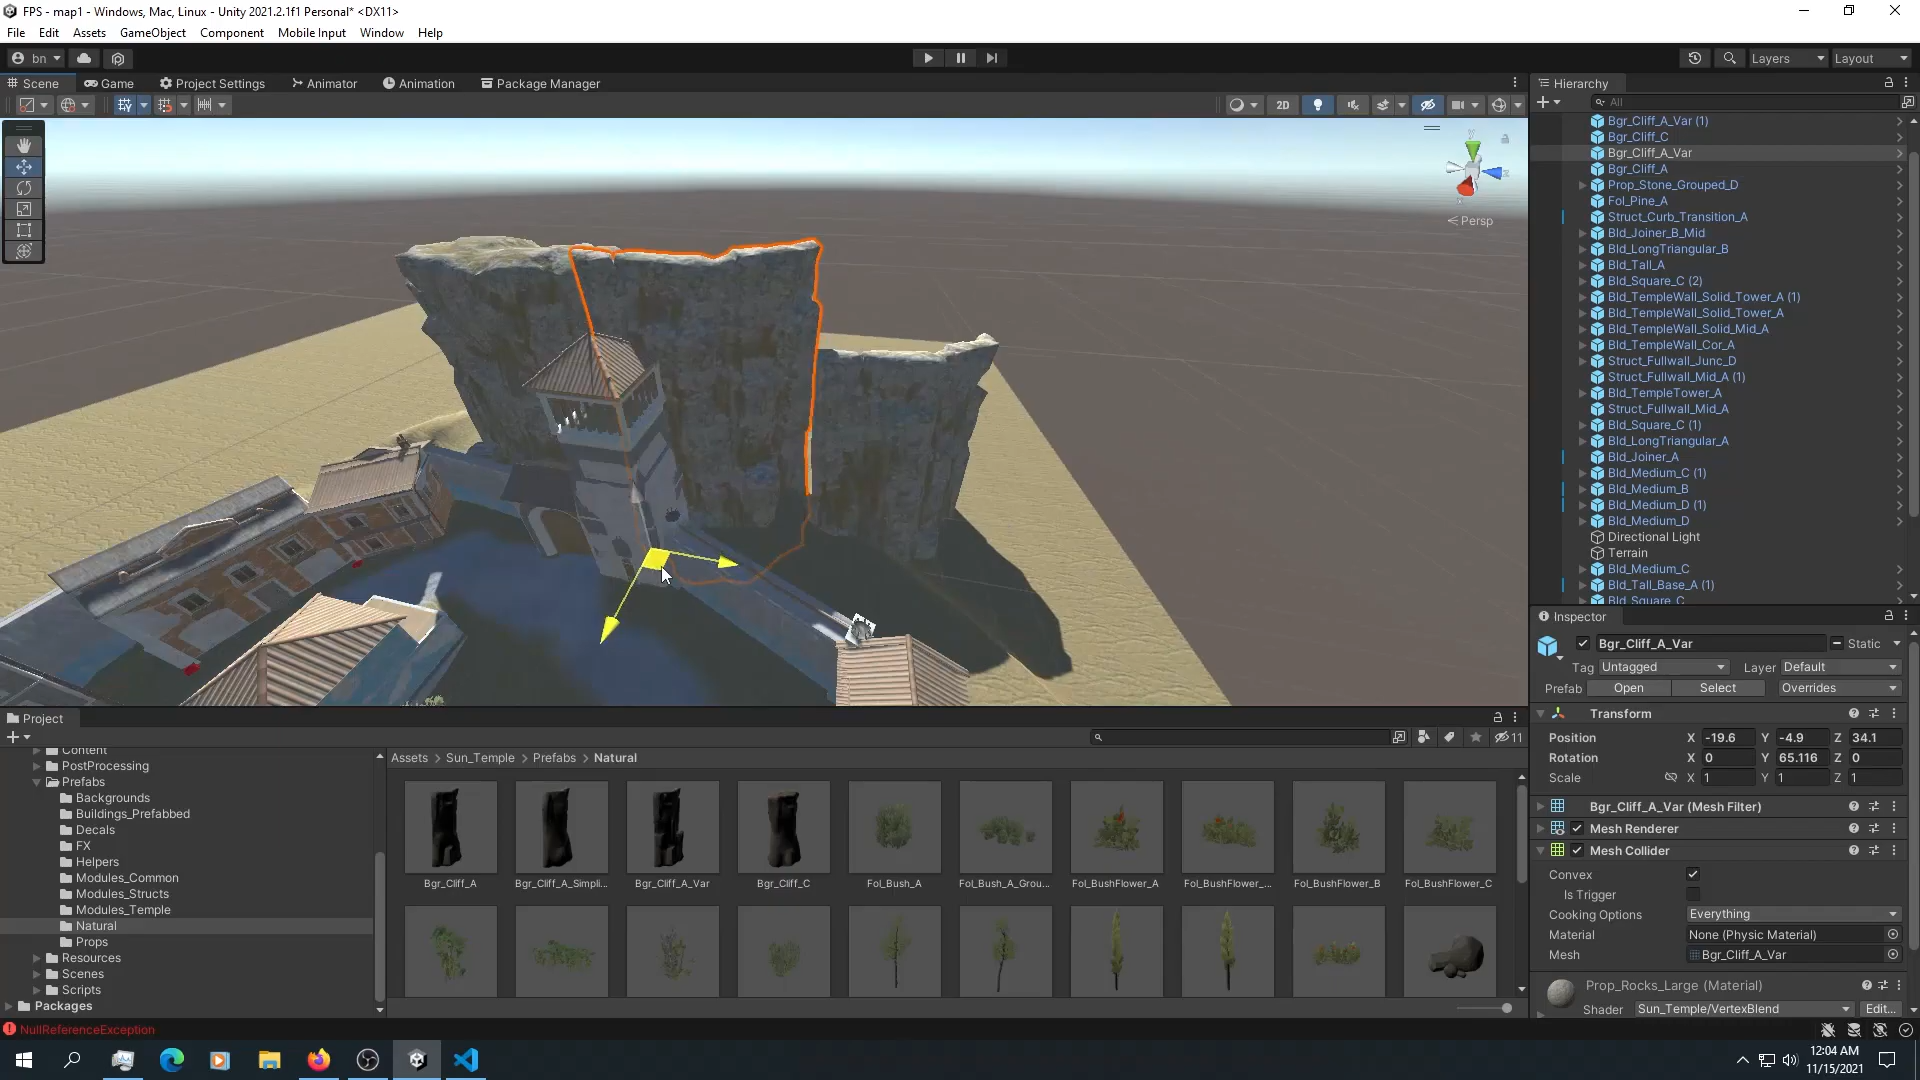 FPS - map1 - Windows, Mac, Linux - Unity 2021.2.1f1 Personal* <DX11>
File Edit Assets GameObject Component Mobile Input Window Help
bn
Layers
Layout
Scene
Game
Project Settings
Animator
Animation
Package Manager
2D
y
z
x
Persp
Hierarchy
All
Bgr_Cliff_A_Var (1)
Bgr_Cliff_C
Bgr_Cliff_A_Var
Bgr_Cliff_A
Prop_Stone_Grouped_D
Fol_Pine_A
Struct_Curb_Transition_A
Bld_Joiner_B_Mid
Bld_LongTriangular_B
Bld_Tall_A
Bld_Square_C (2)
Bld_TempleWall_Solid_Tower_A (1)
Bld_TempleWall_Solid_Tower_A
Bld_TempleWall_Solid_Mid_A
Bld_TempleWall_Cor_A
Struct_Fullwall_Junc_D
Struct_Fullwall_Mid_A (1)
Bld_TempleTower_A
Struct_Fullwall_Mid_A
Bld_Square_C (1)
Bld_LongTriangular_A
Bld_Joiner_A
Bld_Medium_C (1)
Bld_Medium_B
Bld_Medium_D (1)
Bld_Medium_D
Directional Light
Terrain
Bld_Medium_C
Bld_Tall_Base_A (1)
Bld_Square_C
Inspector
Bgr_Cliff_A_Var
Static
Tag Untagged
Layer Default
Prefab Open Select Overrides
Transform
Position X -19.6 Y -4.9 Z 34.1
Rotation X 0 Y 65.116 Z 0
Scale X 1 Y 1 Z 1
Bgr_Cliff_A_Var (Mesh Filter)
Mesh Renderer
Mesh Collider
Convex
Is Trigger
Cooking Options Everything
Material None (Physic Material)
Mesh Bgr_Cliff_A_Var
Prop_Rocks_Large (Material)
Shader Sun_Temple/VertexBlend Edit...
Project
11
Content
PostProcessing
Prefabs
Backgrounds
Buildings_Prefabbed
Decals
FX
Helpers
Modules_Common
Modules_Structs
Modules_Temple
Natural
Props
Resources
Scenes
Scripts
Packages
Assets > Sun_Temple > Prefabs > Natural
Bgr_Cliff_A
Bgr_Cliff_A_Simpli...
Bgr_Cliff_A_Var
Bgr_Cliff_C
Fol_Bush_A
Fol_Bush_A_Grou...
Fol_BushFlower_A
Fol_BushFlower_...
Fol_BushFlower_B
Fol_BushFlower_C
NullReferenceException
12:04 AM
11/15/2021